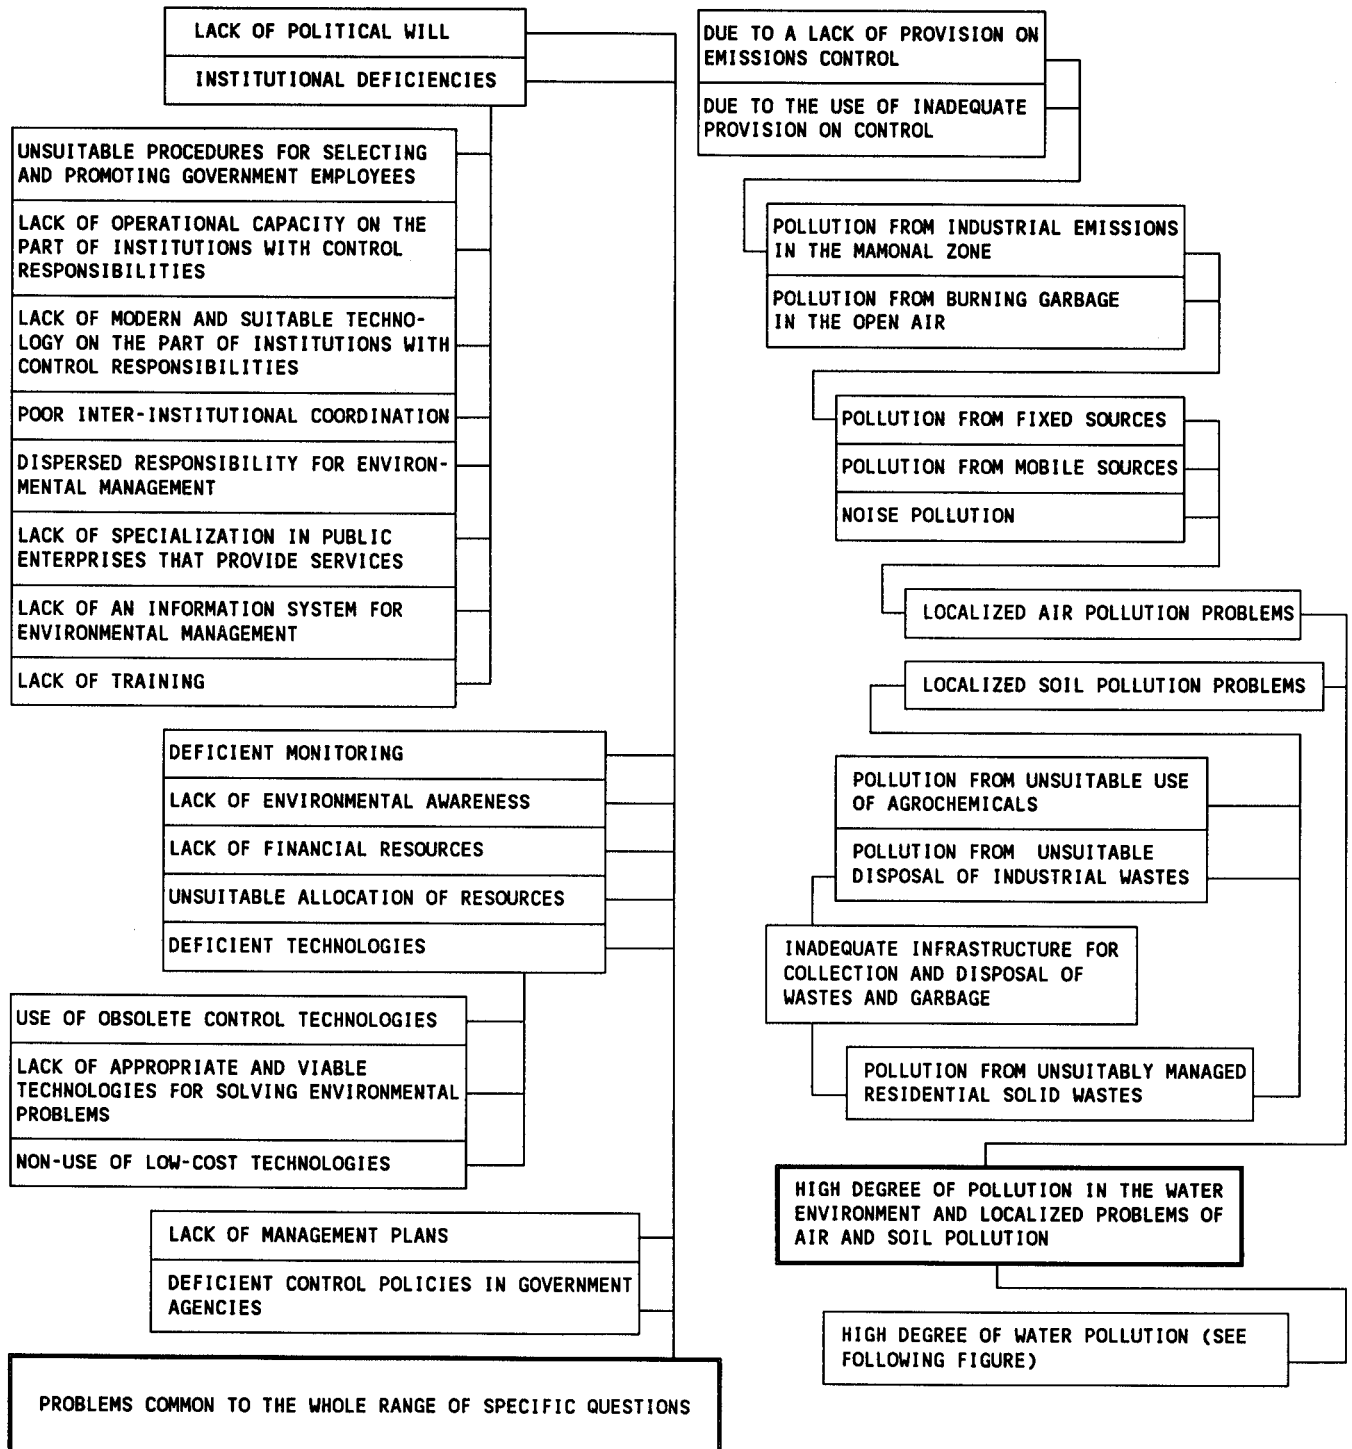 LACK OF POLITICAL WILL
INSTITUTIONAL DEFICIENCIES
UNSUITABLE PROCEDURES FOR SELECTING
AND PROMOTING GOVERNMENT EMPLOYEES
LACK OF OPERATIONAL CAPACITY ON THE
PART OF INSTITUTIONS WITH CONTROL
RESPONSIBILITIES
LACK OF MODERN AND SUITABLE TECHNO-
LOGY ON THE PART OF INSTITUTIONS WITH
CONTROL RESPONSIBILITIES
POOR INTER-INSTITUTIONAL COORDINATION
DISPERSED RESPONSIBILITY FOR ENVIRON-
MENTAL MANAGEMENT
LACK OF SPECIALIZATION IN PUBLIC
ENTERPRISES THAT PROVIDE SERVICES
LACK OF AN INFORMATION SYSTEM FOR
ENVIRONMENTAL MANAGEMENT
LACK OF TRAINING
DEFICIENT MONITORING
LACK OF ENVIRONMENTAL AWARENESS
LACK OF FINANCIAL RESOURCES
UNSUITABLE ALLOCATION OF RESOURCES
DEFICIENT TECHNOLOGIES
USE OF OBSOLETE CONTROL TECHNOLOGIES
LACK OF APPROPRIATE AND VIABLE
TECHNOLOGIES FOR SOLVING ENVIRONMENTAL
PROBLEMS
NON-USE OF LOW-COST TECHNOLOGIES
LACK OF MANAGEMENT PLANS
DEFICIENT CONTROL POLICIES IN GOVERNMENT
AGENCIES
PROBLEMS COMMON TO THE WHOLE RANGE OF SPECIFIC QUESTIONS
DUE TO A LACK OF PROVISION ON
EMISSIONS CONTROL
DUE TO THE USE OF INADEQUATE
PROVISION ON CONTROL
POLLUTION FROM INDUSTRIAL EMISSIONS
IN THE MAMONAL ZONE
POLLUTION FROM BURNING GARBAGE
IN THE OPEN AIR
POLLUTION FROM FIXED SOURCES
POLLUTION FROM MOBILE SOURCES
NOISE POLLUTION
LOCALIZED AIR POLLUTION PROBLEMS
LOCALIZED SOIL POLLUTION PROBLEMS
POLLUTION FROM UNSUITABLE USE
OF AGROCHEMICALS
POLLUTION FROM UNSUITABLE
DISPOSAL OF INDUSTRIAL WASTES
INADEQUATE INFRASTRUCTURE FOR
COLLECTION AND DISPOSAL OF
WASTES AND GARBAGE
POLLUTION FROM UNSUITABLY MANAGED
RESIDENTIAL SOLID WASTES
HIGH DEGREE OF POLLUTION IN THE WATER
ENVIRONMENT AND LOCALIZED PROBLEMS OF
AIR AND SOIL POLLUTION
HIGH DEGREE OF WATER POLLUTION (SEE
FOLLOWING FIGURE)